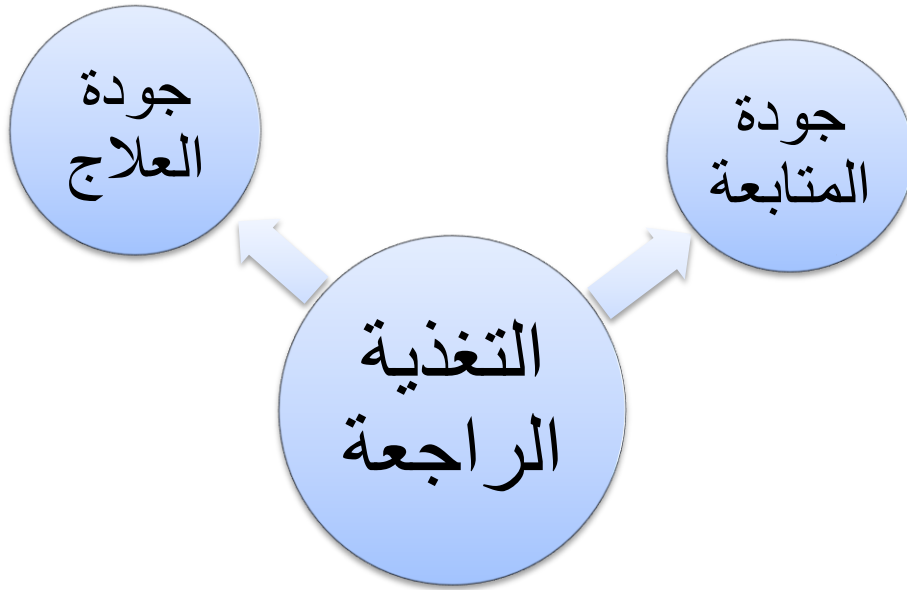 جودة
العلاج
جودة
المتابعة
التغذية
الراجعة